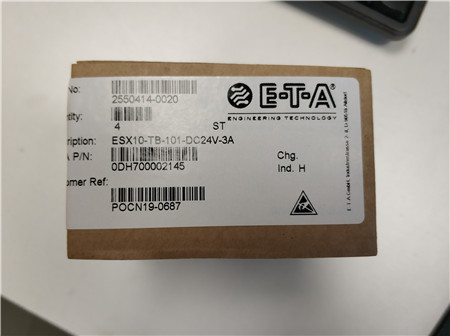 No:
2550414-0020
E-T-A
ENGINEERING TECHNOLOGY
tity:
4 ST
ription: ESX10-TB-101-DC24V-3A
A P/N:
0DH700002145
Chg.
Ind. H
omer Ref:
POCN19-0687